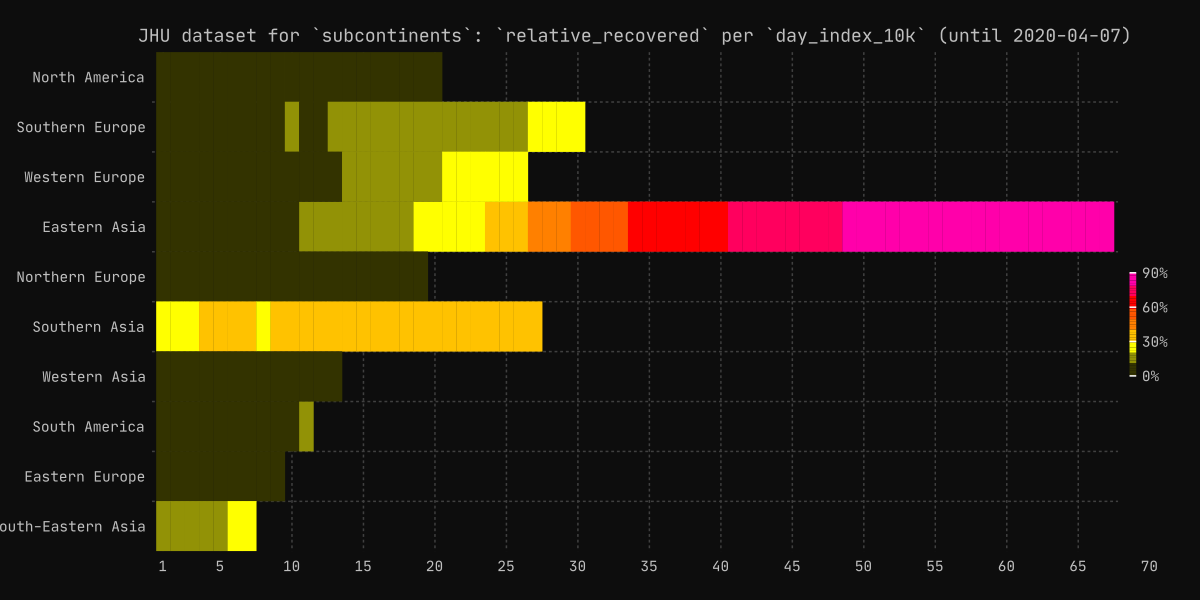 JHU dataset for `subcontinents`: `relative_recovered` per `day_index_10k` (until 2020-04-07)
North America
Southern Europe
Western Europe
Eastern Asia
Northern Europe
Southern Asia
Western Asia
South America
Eastern Europe
outh-Eastern Asia
90%
60%
30%
0%
1 5 10 15 20 25 30 35 40 45 50 55 60 65 70